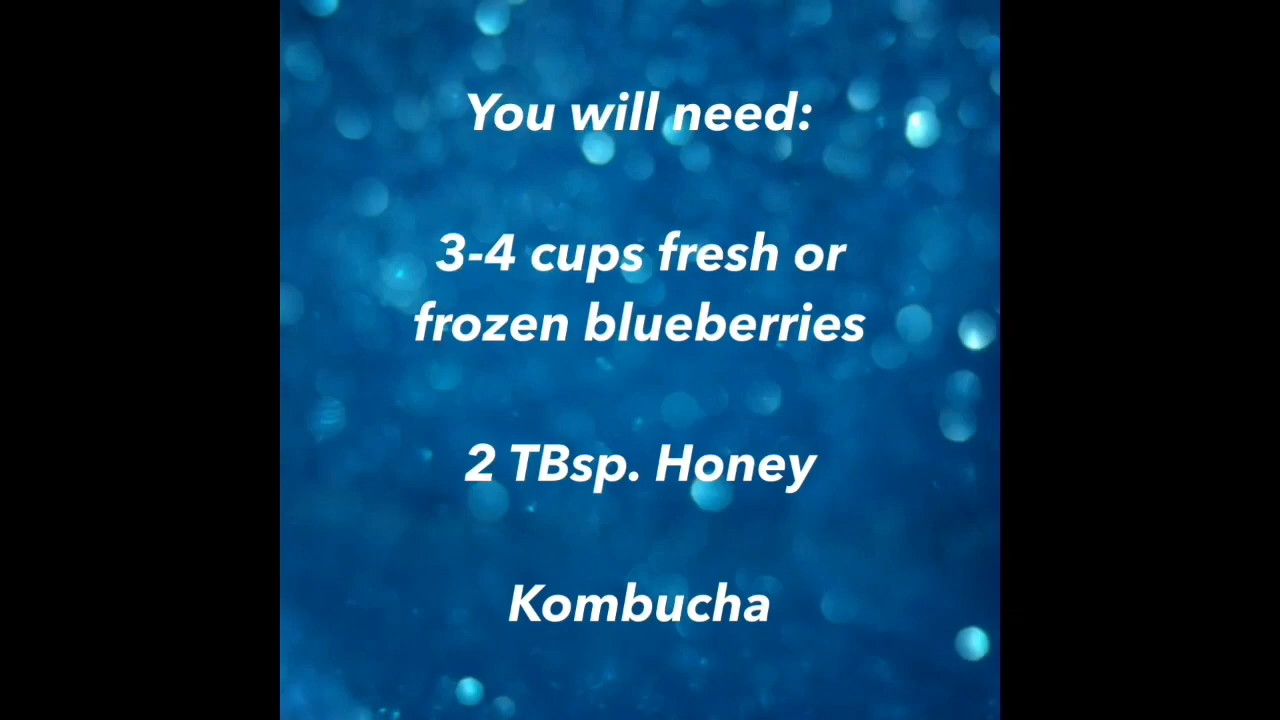 You will need:
3-4 cups fresh or
frozen blueberries
2 TBsp. Honey
Kombucha